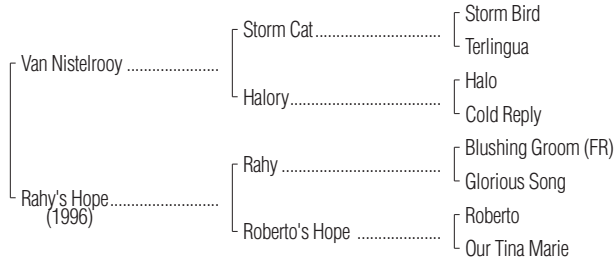 Storm Bird
Storm Cat
Terlingua
Van Nistelrooy
Halo
Halory
Cold Reply
Blushing Groom (FR)
Rahy
Glorious Song
Rahy's Hope
(1996)
Roberto
Roberto's Hope
Our Tina Marie